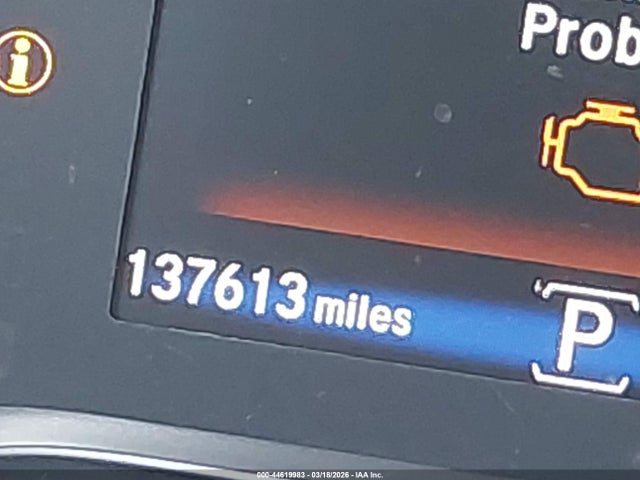 Prob
137613 miles
P
000-44619983 - 03/18/2026 - IAA Inc.